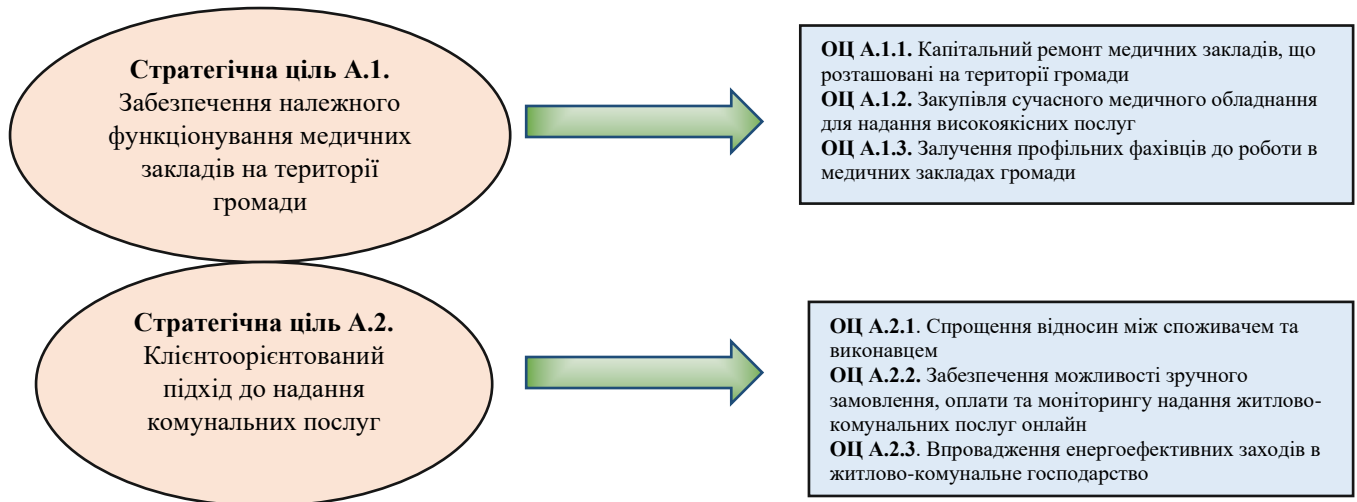 Стратегічна ціль А.1.
Забезпечення належного
функціонування медичних
закладів на території
громади
ОЦ А.1.1. Капітальний ремонт медичних закладів, що
розташовані на території громади
ОЦ А.1.2. Закупівля сучасного медичного обладнання
для надання високоякісних послуг
ОЦ А.1.3. Залучення профільних фахівців до роботи в
медичних закладах громади
Стратегічна ціль А.2.
Клієнтоорієнтований
підхід до надання
комунальних послуг
ОЦ А.2.1. Спрощення відносин між споживачем та
виконавцем
ОЦ А.2.2. Забезпечення можливості зручного
замовлення, оплати та моніторингу надання житлово-
комунальних послуг онлайн
ОЦ А.2.3. Впровадження енергоефективних заходів в
житлово-комунальне господарство